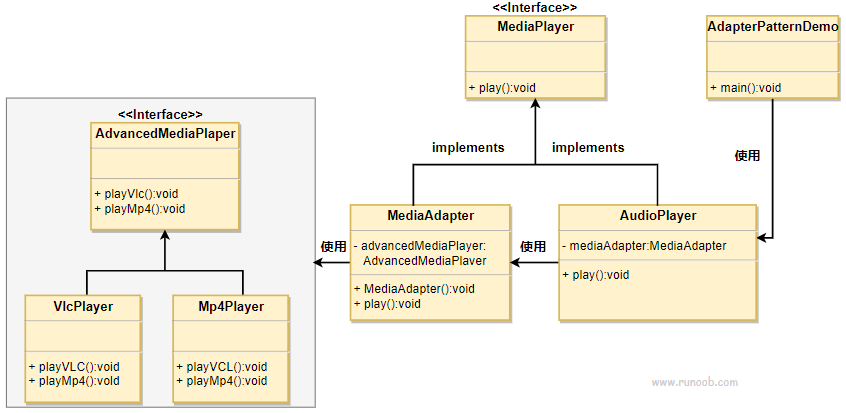 <<Interface>>
MediaPlayer
+ play():void
AdapterPatternDemo
+ main():void
使用
implements
implements
<<Interface>>
AdvancedMediaPlaper
+ playVlc():void
+ playMp4():void
MediaAdapter
- advancedMediaPlayer:
AdvancedMediaPlaver
+ MediaAdapter():void
+ play():void
AudioPlayer
- mediaAdapter:MediaAdapter
+ play():void
使用
使用
VlcPlayer
+ playVLC():void
+ playMp4():void
Mp4Player
+ playVCL():void
+ playMp4():void
www.runoob.com